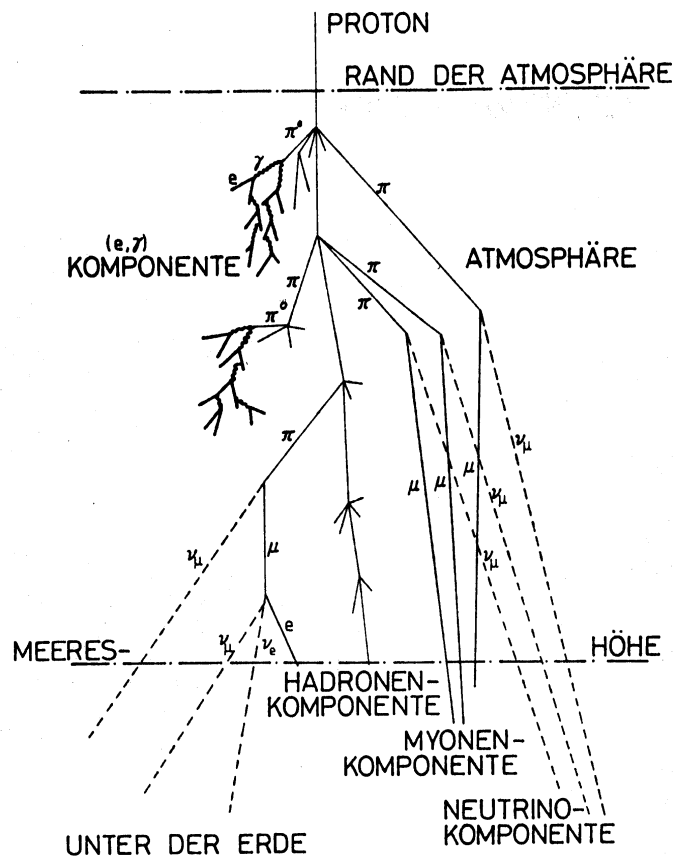 PROTON
RAND DER ATMOSPHÄRE
π°
γ
e
π
(e,γ)
KOMPONENTE
ATMOSPHÄRE
π
π
π
π°
π
ν_μ
μ
μ
μ
ν_μ
ν_μ
μ
ν_μ
e
ν_μ
ν_e
MEERES- HÖHE
HADRONEN-
KOMPONENTE
MYONEN-
KOMPONENTE
NEUTRINO-
KOMPONENTE
UNTER DER ERDE